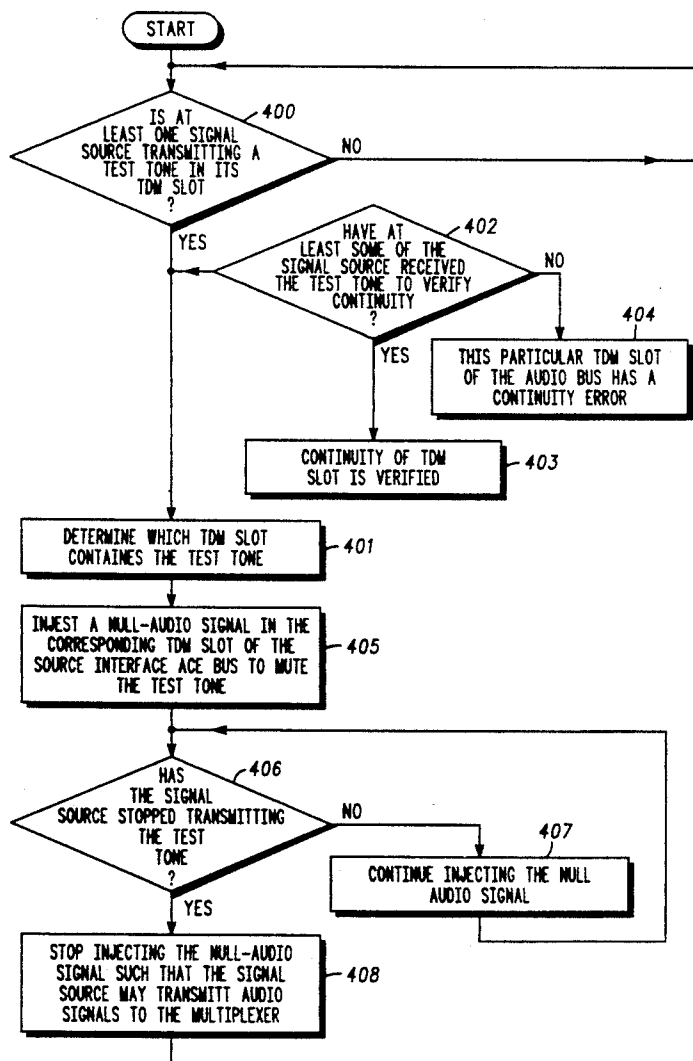 START
400
IS AT
LEAST ONE SIGNAL
SOURCE TRANSMITTING A
TEST TONE IN ITS
TDM SLOT
?
NO
YES
402
HAVE AT
LEAST SOME OF THE
SIGNAL SOURCE RECEIVED
THE TEST TONE TO VERIFY
CONTINUITY
?
NO
YES
404
THIS PARTICULAR TDM SLOT
OF THE AUDIO BUS HAS A
CONTINUITY ERROR
CONTINUITY OF TDM
SLOT IS VERIFIED
403
DETERMINE WHICH TDM SLOT
CONTAINES THE TEST TONE
401
INJEST A NULL-AUDIO SIGNAL IN THE
CORRESPONDING TDM SLOT OF THE
SOURCE INTERFACE ACE BUS TO MUTE
THE TEST TONE
405
406
HAS
THE SIGNAL
SOURCE STOPPED TRANSMITTING
THE TEST
TONE
?
NO
YES
407
CONTINUE INJECTING THE NULL
AUDIO SIGNAL
STOP INJECTING THE NULL-AUDIO
SIGNAL SUCH THAT THE SIGNAL
SOURCE MAY TRANSMITT AUDIO
SIGNALS TO THE MULTIPLEXER
408